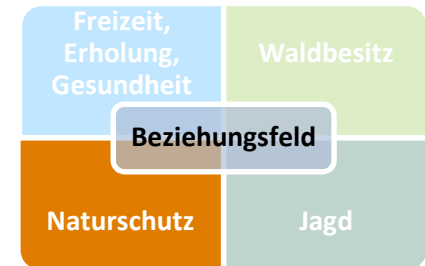 Freizeit,
Erholung,
Gesundheit
Waldbesitz
Beziehungsfeld
Naturschutz
Jagd